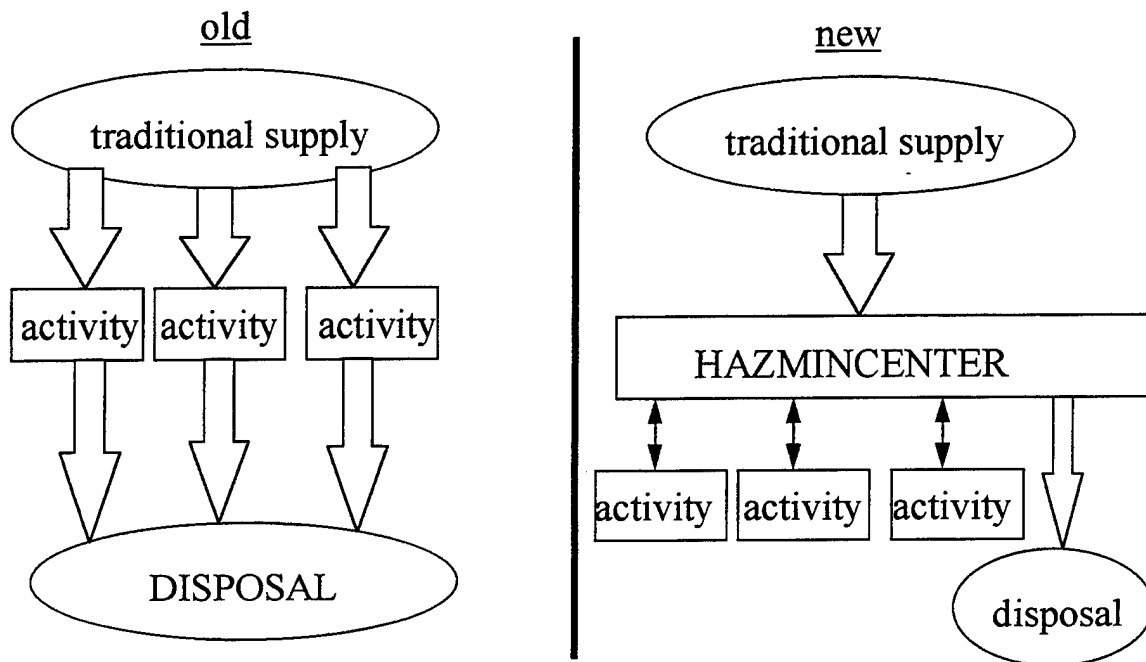 old
traditional supply
activity
activity
activity
DISPOSAL
new
traditional supply
HAZMINCENTER
activity
activity
activity
disposal